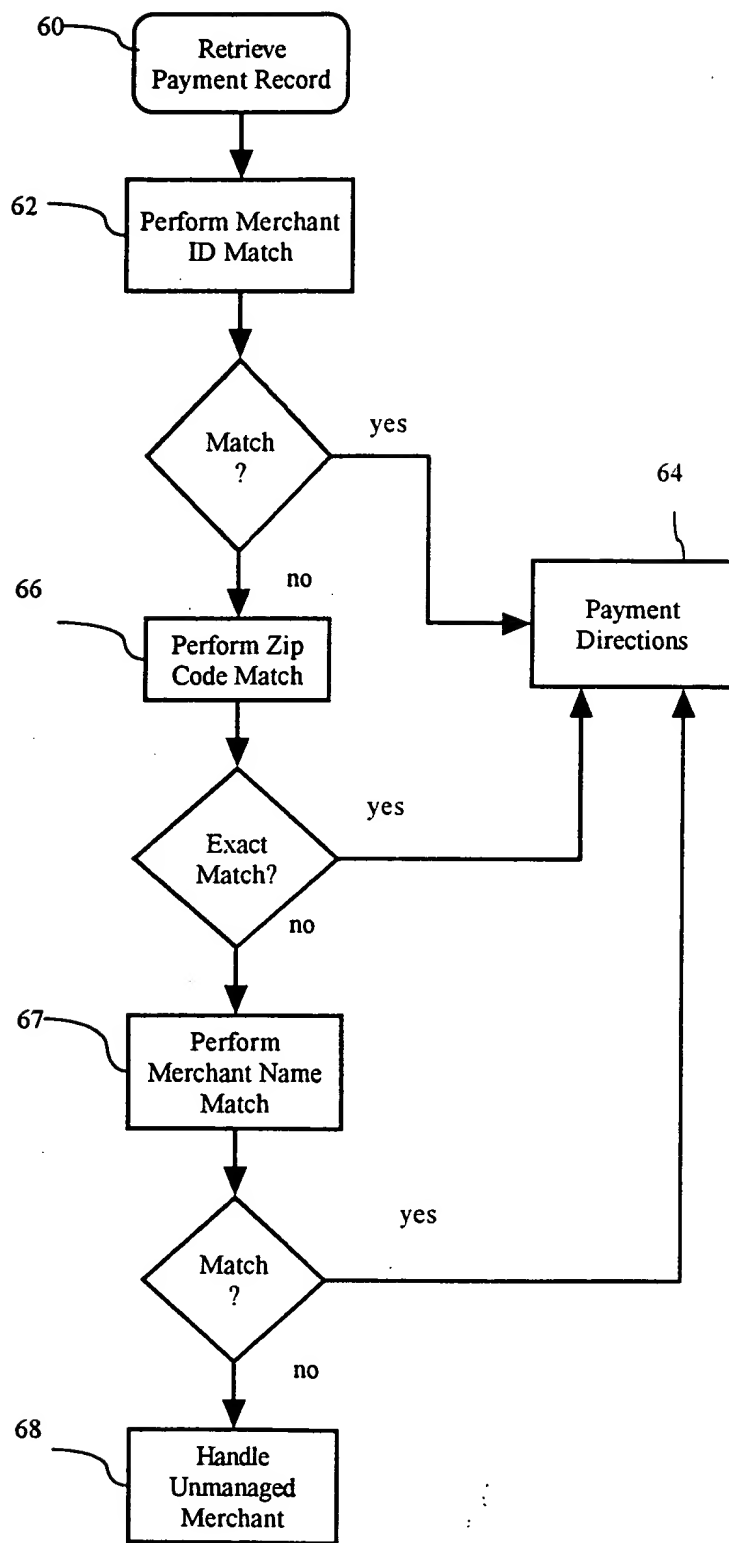 60
Retrieve
Payment Record
62
Perform Merchant
ID Match
Match
?
yes
64
no
Payment
Directions
66
Perform Zip
Code Match
Exact
Match?
yes
no
67
Perform
Merchant Name
Match
yes
Match
?
no
68
Handle
Unmanaged
Merchant